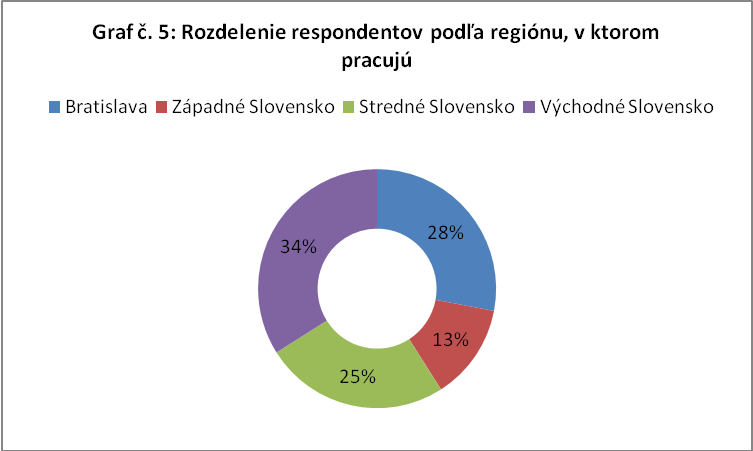 Graf č. 5: Rozdelenie respondentov podľa regiónu, v ktorom
pracujú
Bratislava Západné Slovensko Stredné Slovensko Východné Slovensko
28%
34%
13%
25%